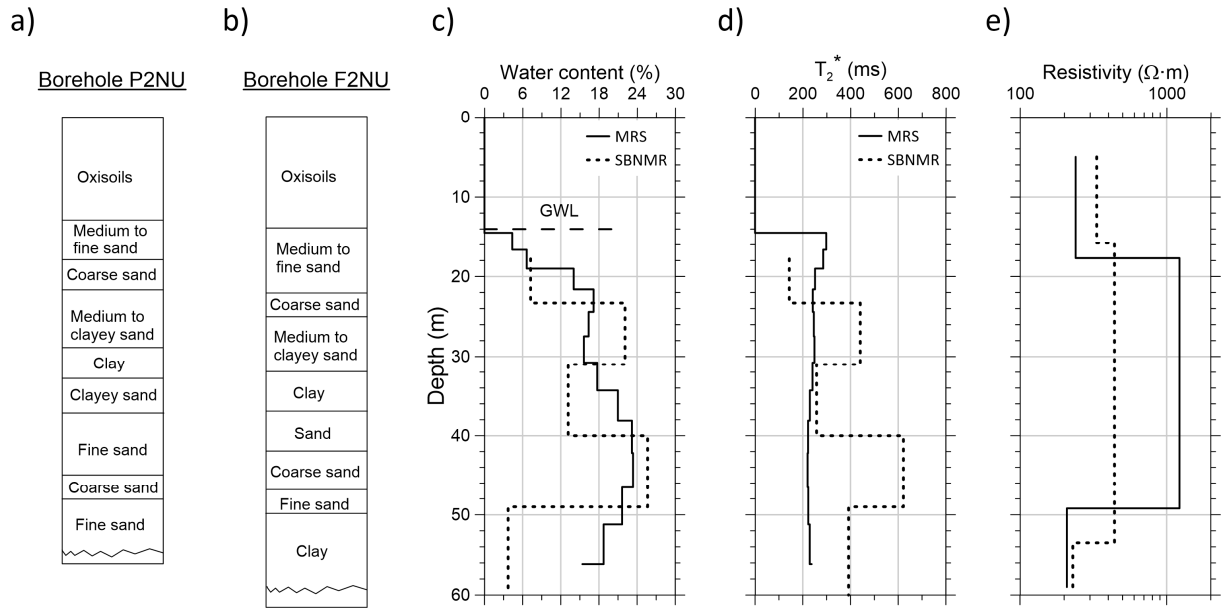 a)
Borehole P2NU
Oxisoils
Medium to
fine sand
Coarse sand
Medium to
clayey sand
Clay
Clayey sand
Fine sand
Coarse sand
Fine sand
b)
Borehole F2NU
Oxisoils
Medium to
fine sand
Coarse sand
Medium to
clayey sand
Clay
Sand
Coarse sand
Fine sand
Clay
c)
Water content (%)
0 6 12 18 24 30
Depth (m)
0
10
20
30
40
50
60
MRS
SBNMR
GWL
d)
T2* (ms)
0 200 400 600 800
MRS
SBNMR
e)
Resistivity (Ω·m)
100 1000